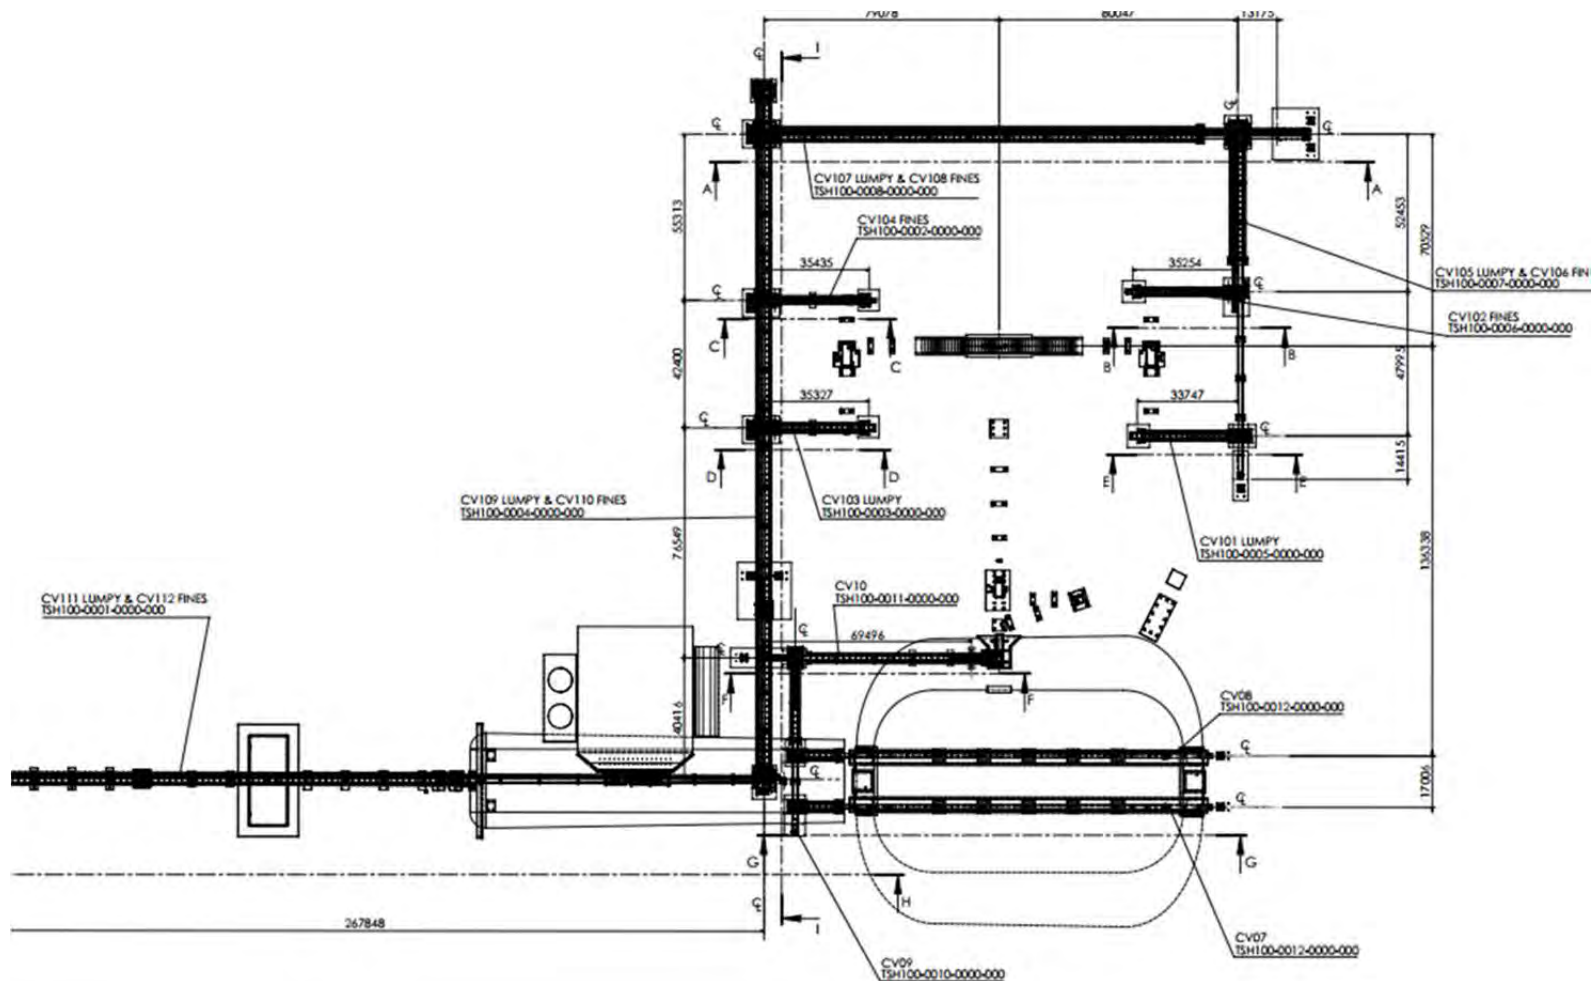 79078
80047
13175
I
A
A
CV107 LUMPY & CV108 FINES
TSH100-0008-0000-000
55313
52453
70529
CV104 FINES
TSH100-0002-0000-000
35435
35254
CV105 LUMPY & CV106 FIN
TSH100-0007-0000-000
CV102 FINES
TSH100-0006-0000-000
C
C
B
B
42400
47995
35327
33747
D
D
E
14415
CV109 LUMPY & CV110 FINES
TSH100-0004-0000-000
CV103 LUMPY
TSH100-0003-0000-000
CV101 LUMPY
TSH100-0005-0000-000
76549
136338
CV111 LUMPY & CV112 FINES
TSH100-0001-0000-000
CV10
TSH100-0011-0000-000
69496
F
F
40416
CV08
TSH100-0012-0000-000
17006
G
G
H
I
267848
CV07
TSH100-0012-0000-000
CV09
TSH100-0010-0000-000